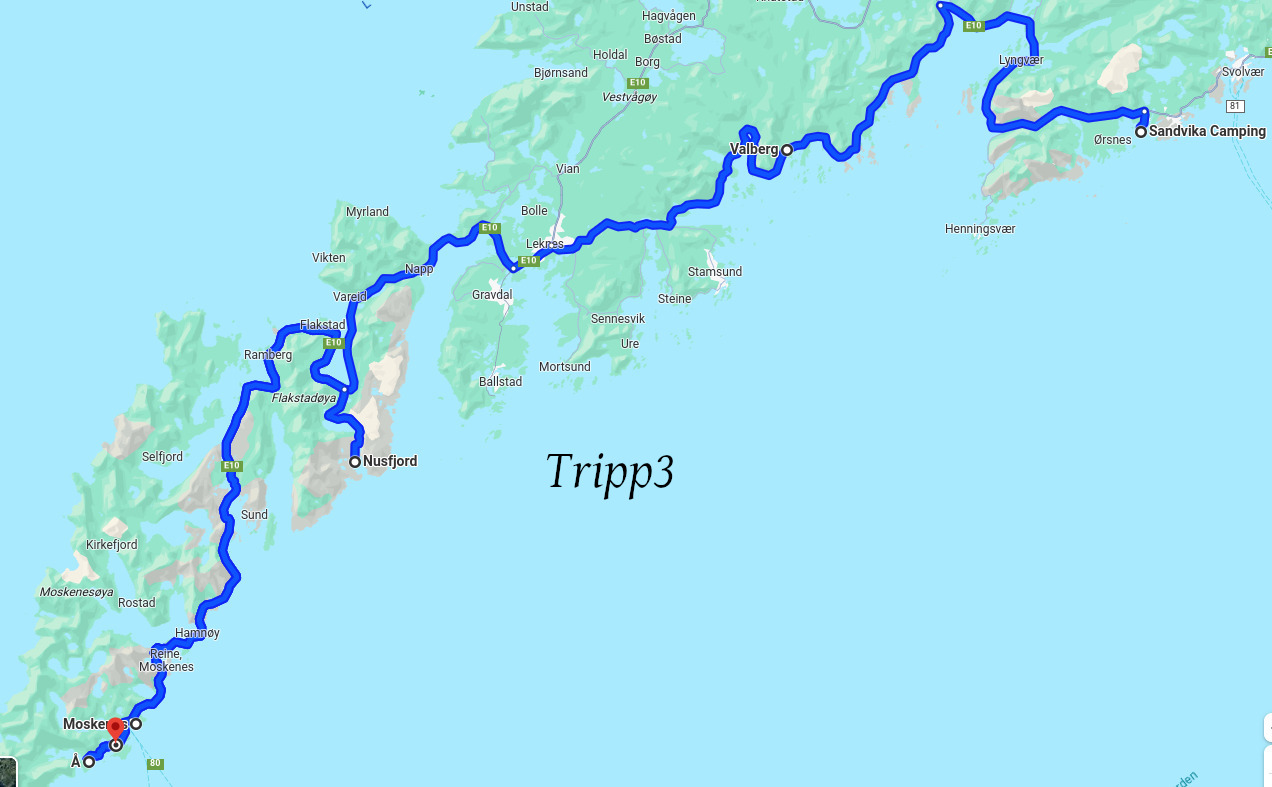 Unstad
Hagvågen
Bøstad
Holdal
Borg
Bjørnsand
E10
Vestvågøy
E10
Lyngvær
Svolvær
81
Sandvika Camping
Ørsnes
Valberg
Vian
Henningsvær
Myrland
Bolle
E10
Leknes
E10
Vikten
Napp
Stamsund
Vareid
Gravdal
Steine
Sennesvik
Flakstad
E10
Ure
Ramberg
Mortsund
Ballstad
Flakstadøya
Selfjord
E10
Nusfjord
Tripp3
Sund
Kirkefjord
Moskenesøya
Rostad
Hamnøy
Reine,
Moskenes
Moskenes
Å
80